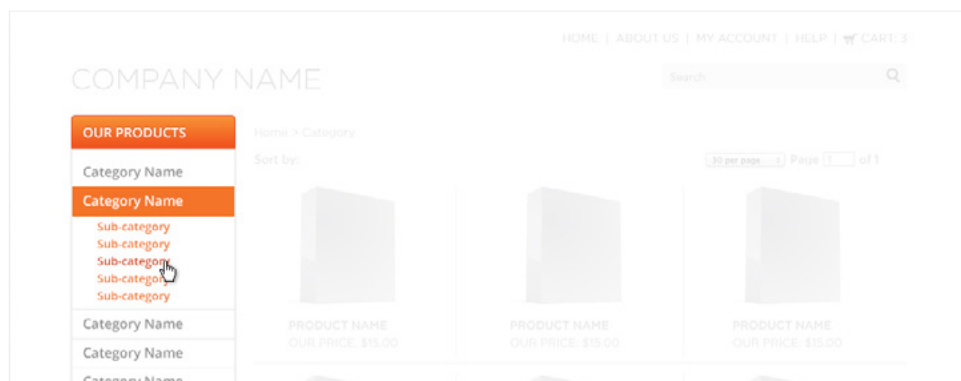 HOME | ABOUT US | MY ACCOUNT | HELP | CART: 3
COMPANY NAME
Search
OUR PRODUCTS
Home > Category
Sort by:
30 per page Page 1 of 1
Category Name
Category Name
Sub-category
Sub-category
Sub-category
Sub-category
Sub-category
Category Name
Category Name
Category Name
PRODUCT NAME
OUR PRICE: $15.00
PRODUCT NAME
OUR PRICE: $15.00
PRODUCT NAME
OUR PRICE: $15.00